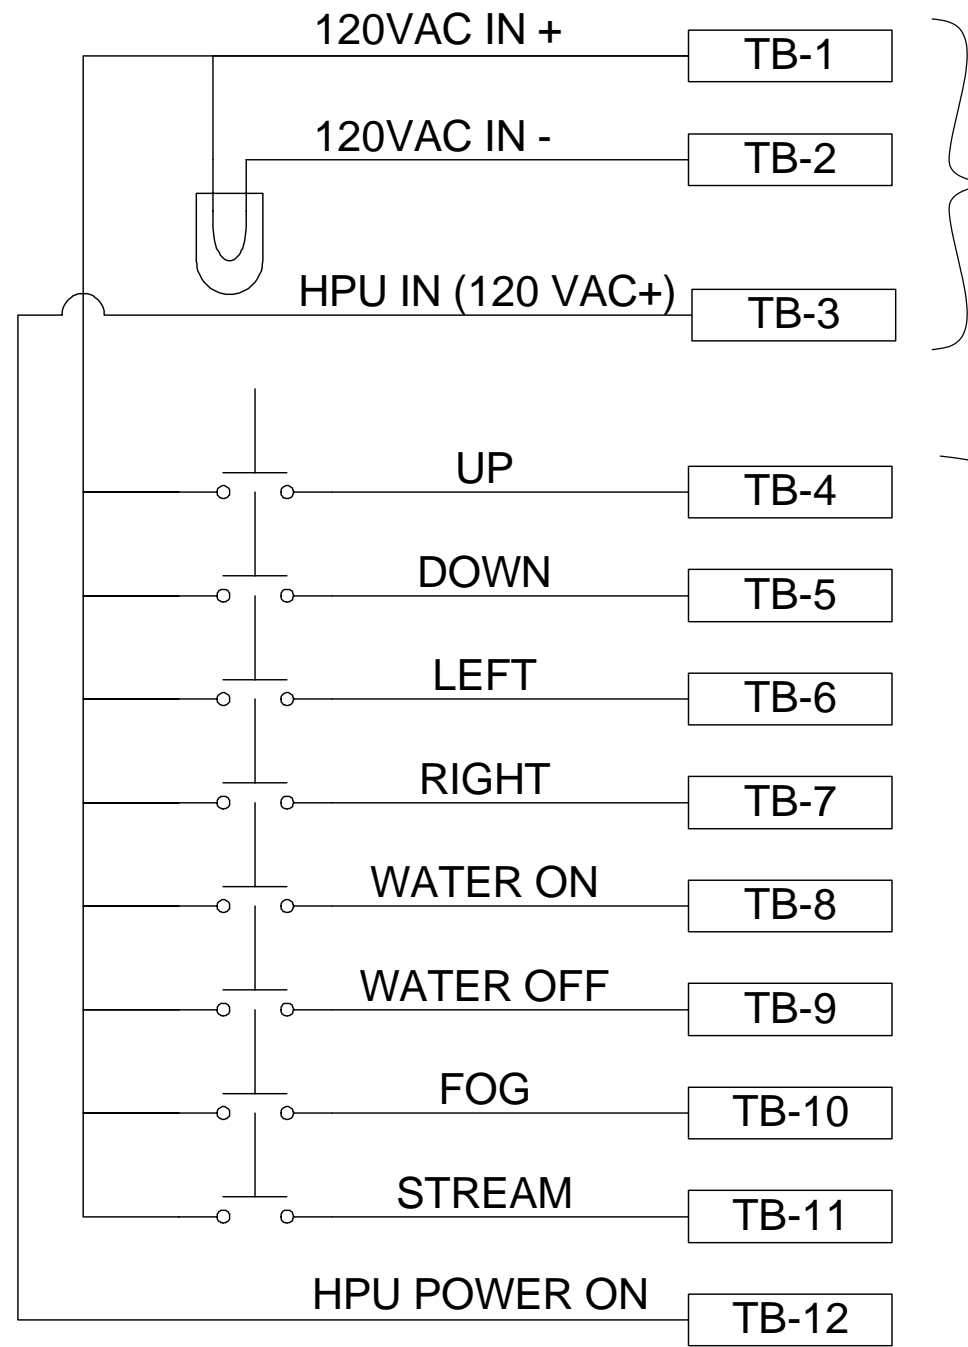 120VAC IN +
TB-1
120VAC IN -
TB-2
HPU IN (120 VAC+)
TB-3
UP
TB-4
DOWN
TB-5
LEFT
TB-6
RIGHT
TB-7
WATER ON
TB-8
WATER OFF
TB-9
FOG
TB-10
STREAM
TB-11
HPU POWER ON
TB-12